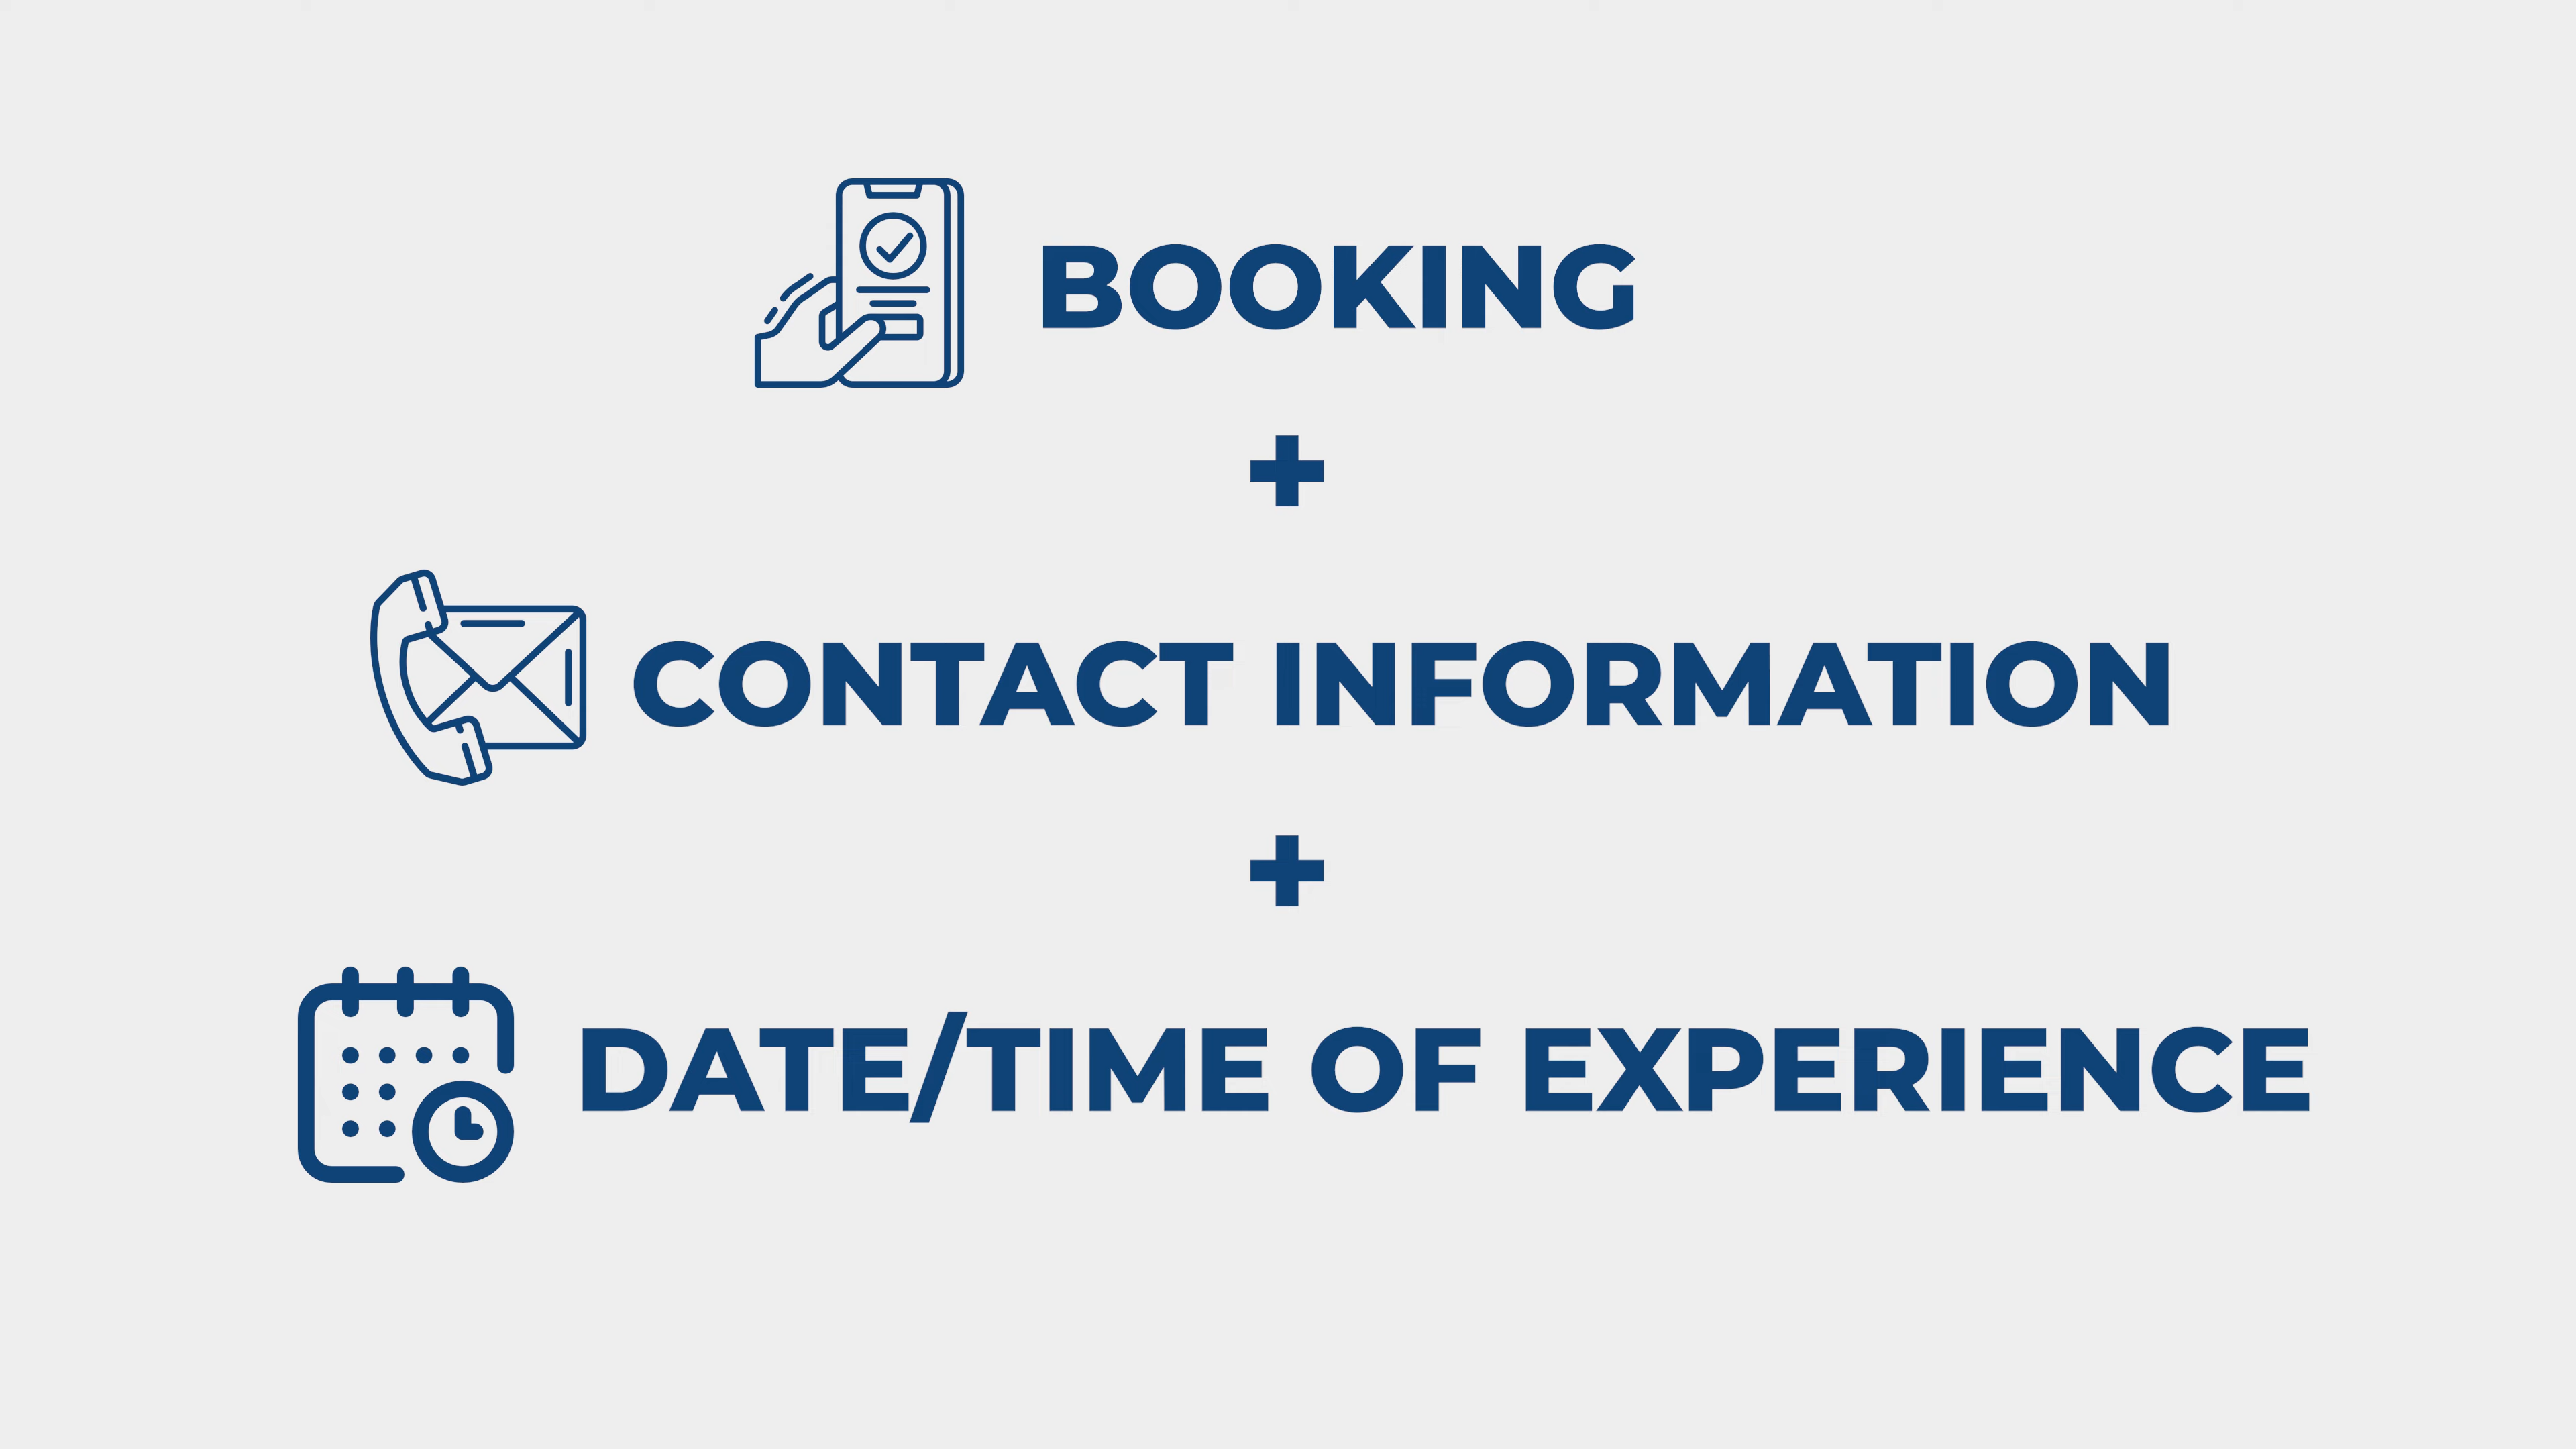 BOOKING
+
CONTACT INFORMATION
+
DATE/TIME OF EXPERIENCE